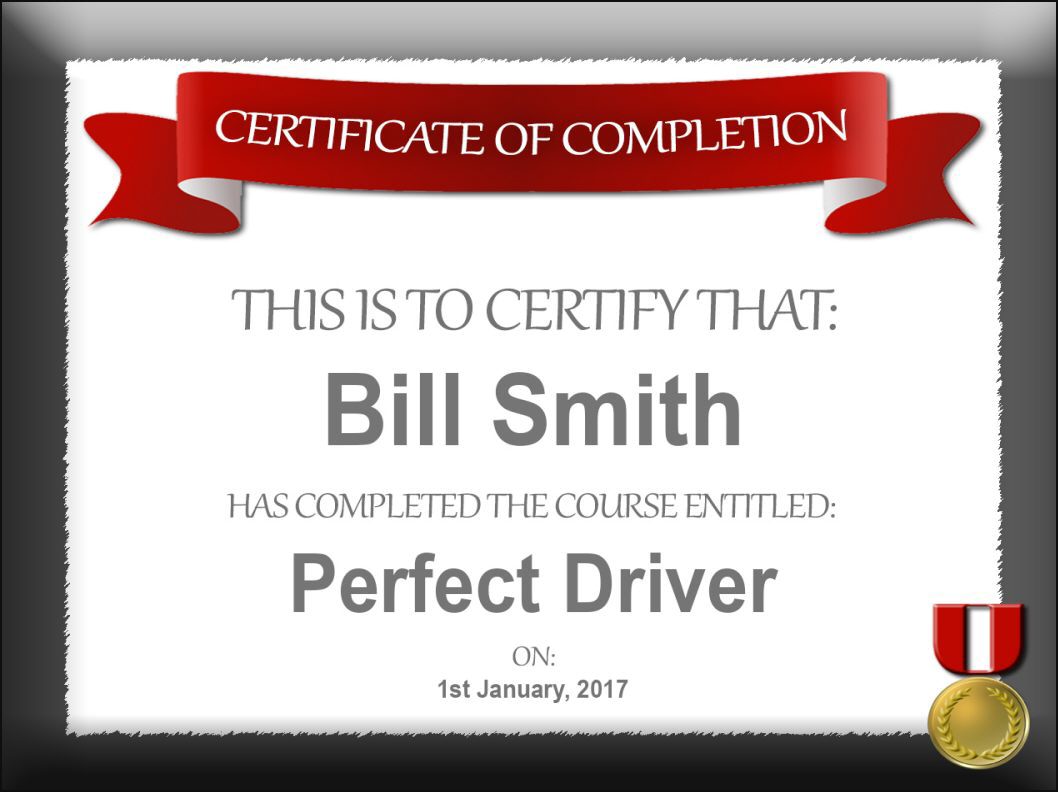 CERTIFICATE OF COMPLETION
THIS IS TO CERTIFY THAT:
Bill Smith
HAS COMPLETED THE COURSE ENTITLED:
Perfect Driver
ON:
1st January, 2017